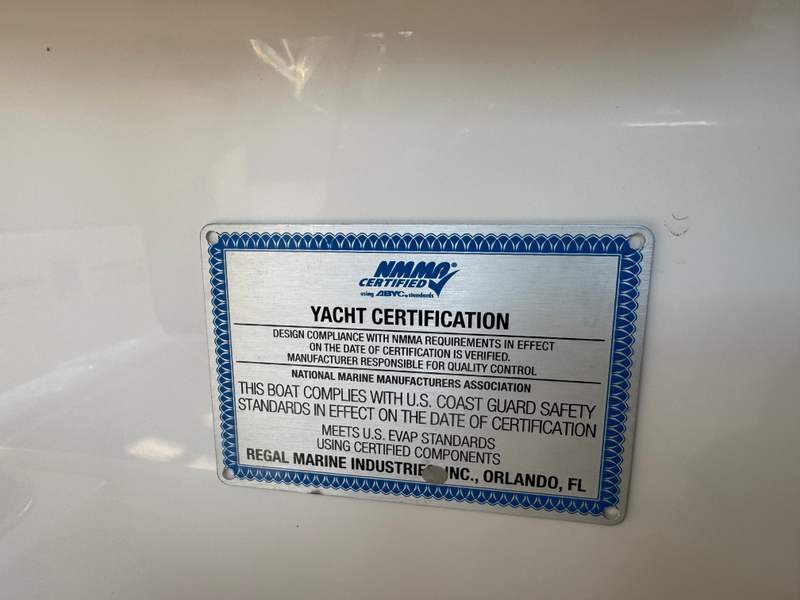 NMMA®
CERTIFIED
using ABYC® standards
YACHT CERTIFICATION
DESIGN COMPLIANCE WITH NMMA REQUIREMENTS IN EFFECT
ON THE DATE OF CERTIFICATION IS VERIFIED.
MANUFACTURER RESPONSIBLE FOR QUALITY CONTROL
NATIONAL MARINE MANUFACTURERS ASSOCIATION
THIS BOAT COMPLIES WITH U.S. COAST GUARD SAFETY
STANDARDS IN EFFECT ON THE DATE OF CERTIFICATION
MEETS U.S. EVAP STANDARDS
USING CERTIFIED COMPONENTS
REGAL MARINE INDUSTRIES, INC., ORLANDO, FL